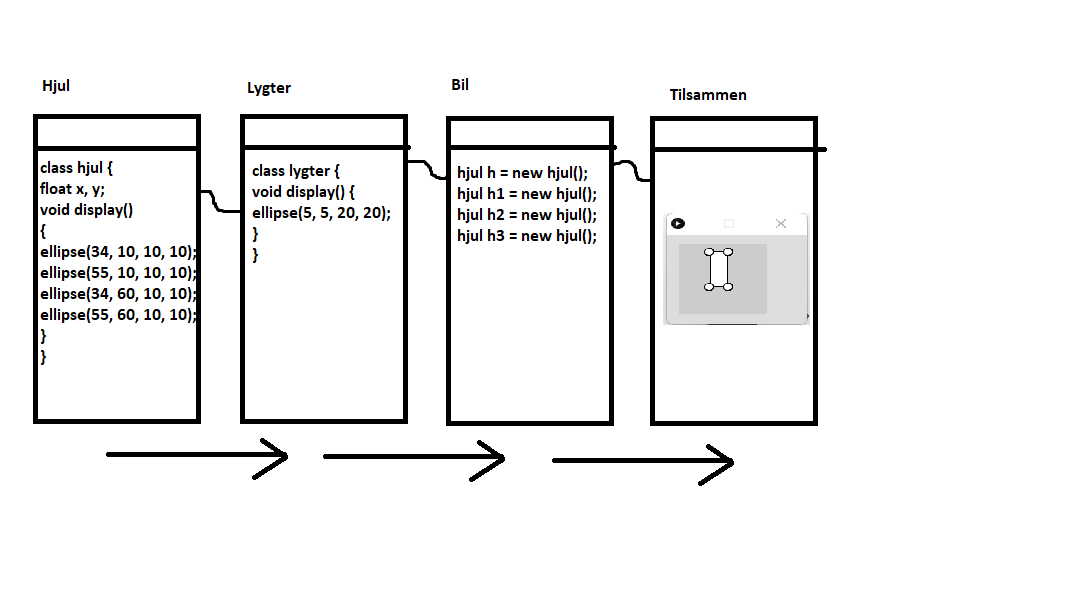 Hjul
class hjul {
float x, y;
void display()
{
ellipse(34, 10, 10, 10);
ellipse(55, 10, 10, 10);
ellipse(34, 60, 10, 10);
ellipse(55, 60, 10, 10);
}
}
Lygter
class lygter {
void display() {
ellipse(5, 5, 20, 20);
}
}
Bil
hjul h = new hjul();
hjul h1 = new hjul();
hjul h2 = new hjul();
hjul h3 = new hjul();
Tilsammen